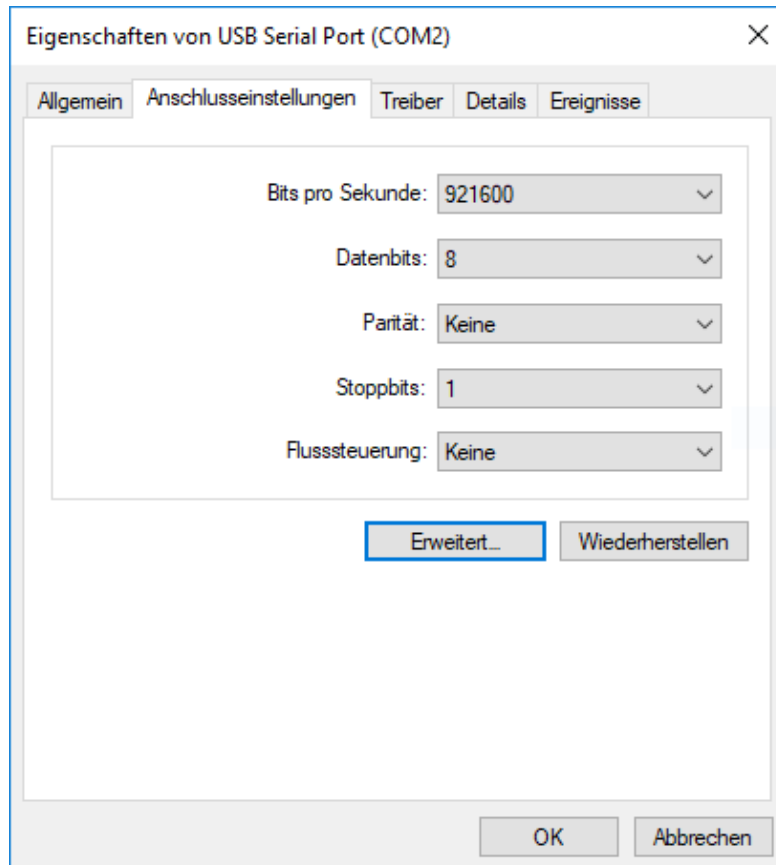 Eigenschaften von USB Serial Port (COM2)
Allgemein Anschlusseinstellungen Treiber Details Ereignisse
Bits pro Sekunde: 921600
Datenbits: 8
Parität: Keine
Stoppbits: 1
Flusssteuerung: Keine
Erweitert... Wiederherstellen
OK Abbrechen